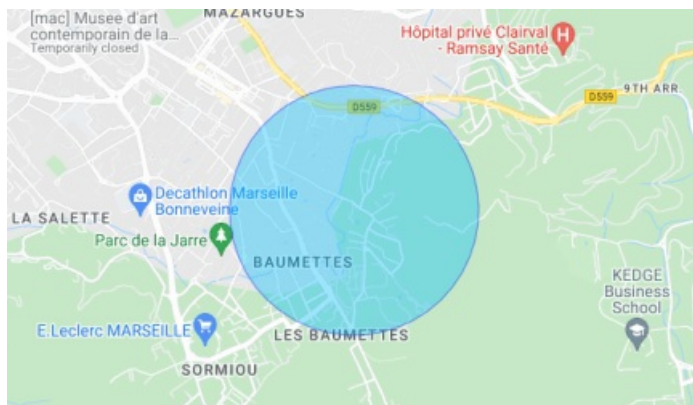 MAZARGUES
[mac] Musee d'art
contemporain de la...
Temporarily closed
Hôpital privé Clairval
- Ramsay Santé
H
D559
9TH ARR.
D559
Decathlon Marseille
Bonneveine
LA SALETTE
Parc de la Jarre
BAUMETTES
KEDGE
Business
School
E.Leclerc MARSEILLE
LES BAUMETTES
SORMIOU